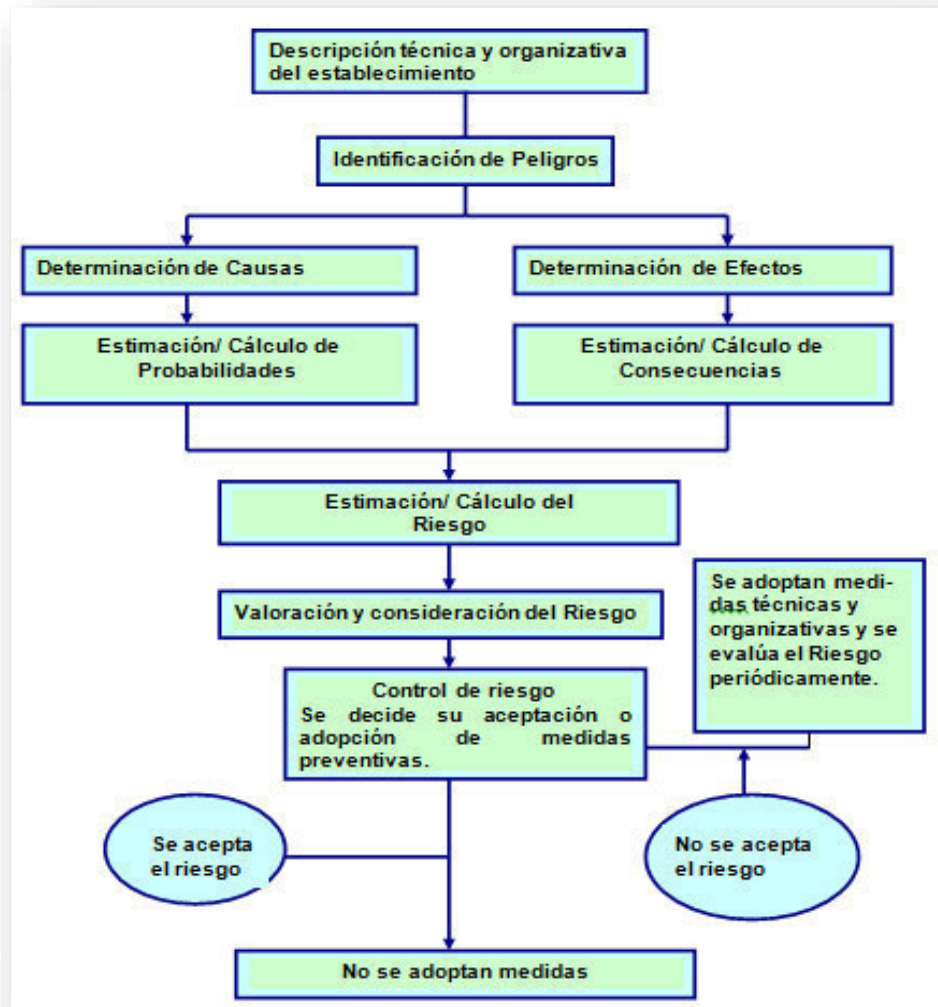 Descripción técnica y organizativa
del establecimiento
Identificación de Peligros
Determinación de Causas
Determinación de Efectos
Estimación/ Cálculo de
Probabilidades
Estimación/ Cálculo de
Consecuencias
Estimación/ Cálculo del
Riesgo
Valoración y consideración del Riesgo
Se adoptan medi-
das técnicas y
organizativas y se
evalúa el Riesgo
periódicamente.
Control de riesgo
Se decide su aceptación o
adopción de medidas
preventivas.
Se acepta
el riesgo
No se acepta
el riesgo
No se adoptan medidas